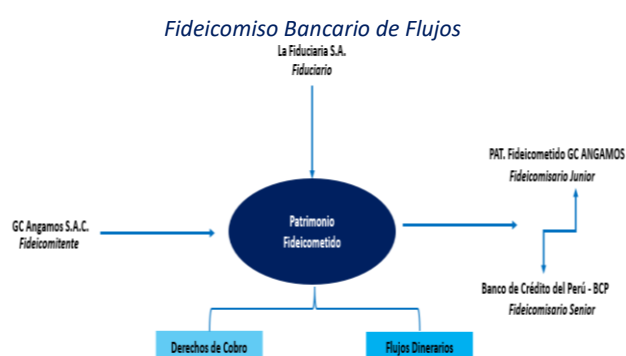 Fideicomiso Bancario de Flujos
La Fiduciaria S.A.
Fiduciario
PAT. Fideicometido GC ANGAMOS
Fideicomisario Junior
GC Angamos S.A.C.
Fideicomitente
Patrimonio
Fideicometido
Banco de Crédito del Perú - BCP
Fideicomisario Senior
Derechos de Cobro
Flujos Dinerarios